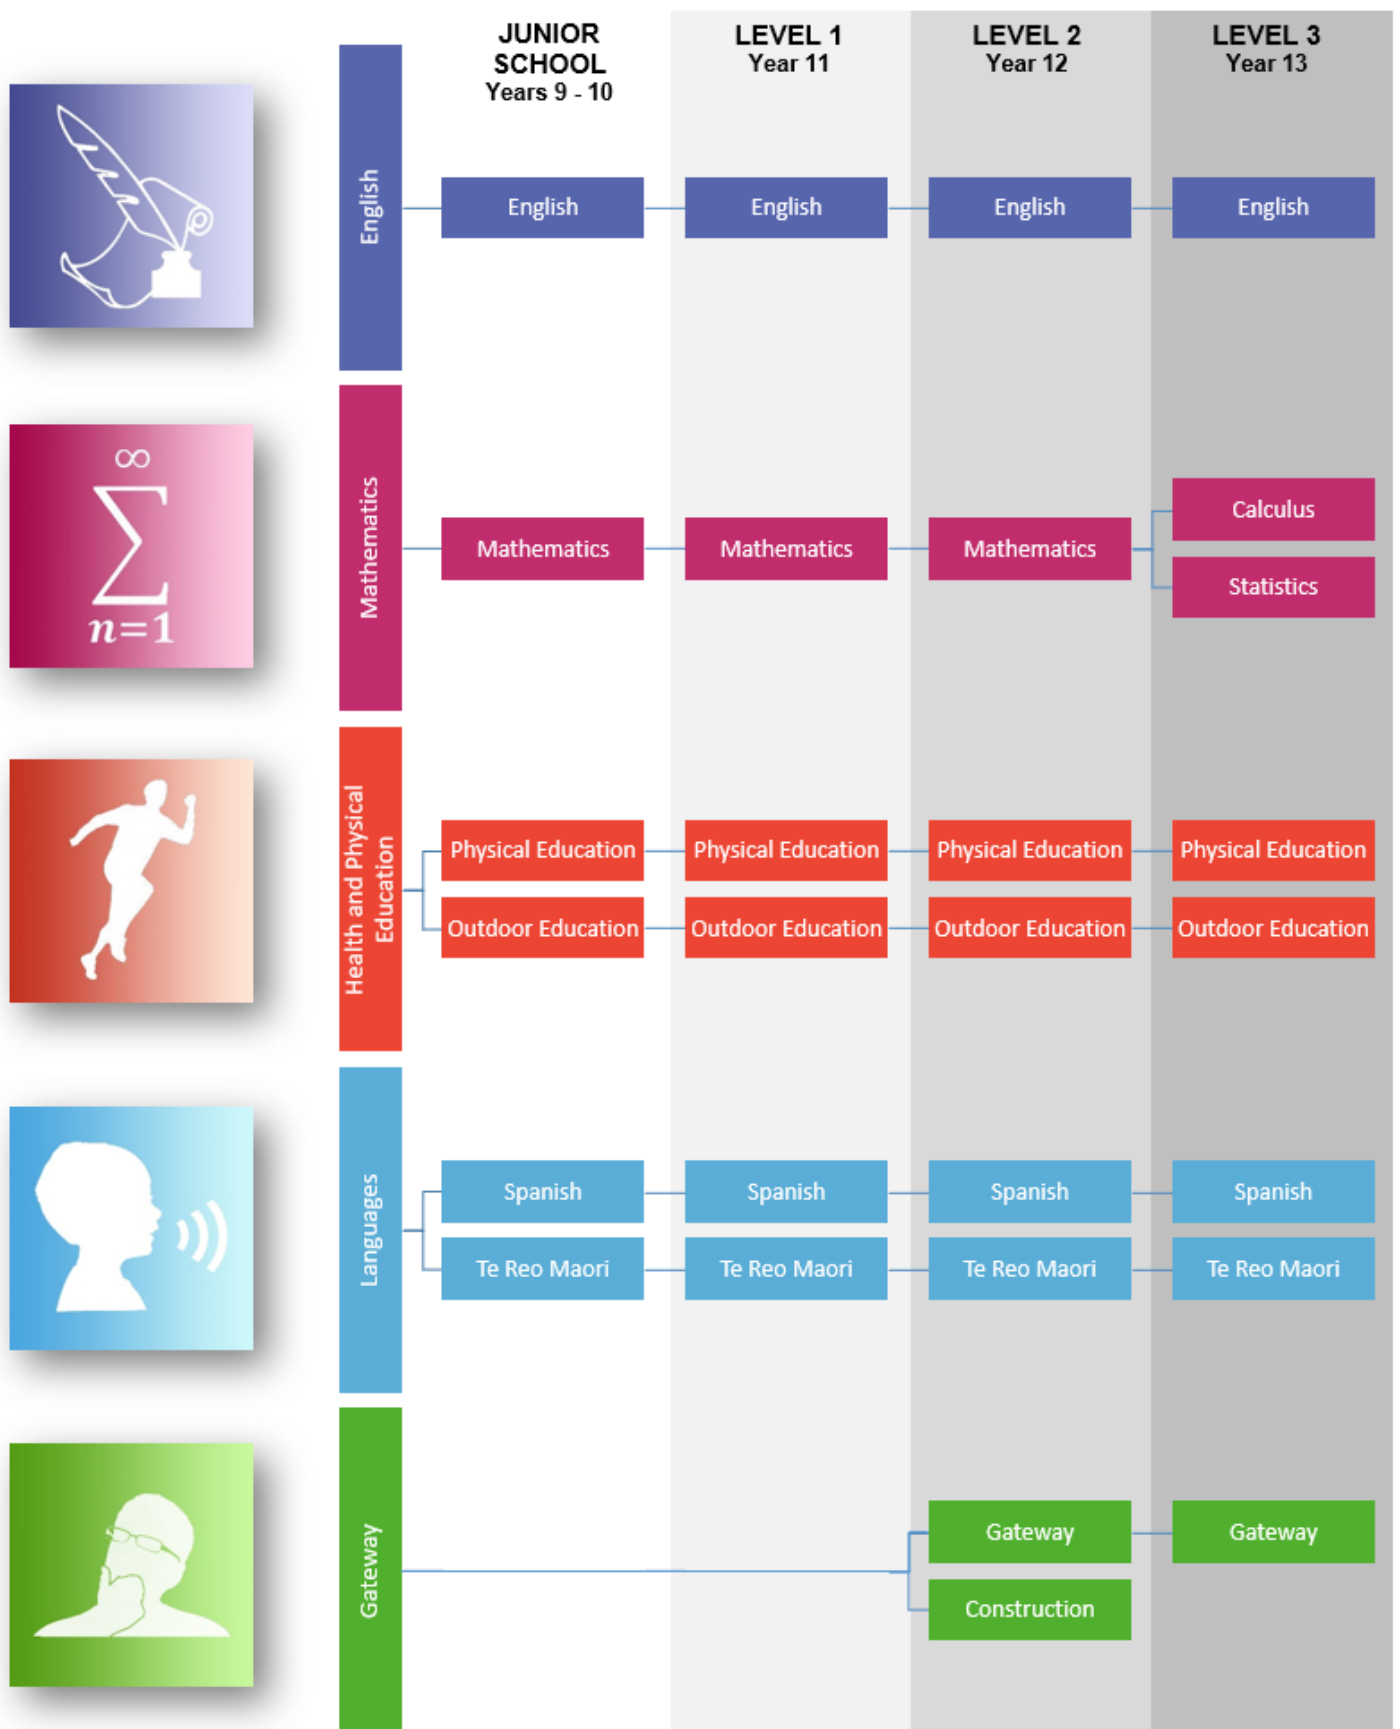 JUNIOR
SCHOOL
Years 9 - 10
LEVEL 1
Year 11
LEVEL 2
Year 12
LEVEL 3
Year 13
English
English
English
English
English
∞
∑
n=1
Mathematics
Mathematics
Mathematics
Mathematics
Calculus
Statistics
Health and Physical
Education
Physical Education
Physical Education
Physical Education
Physical Education
Outdoor Education
Outdoor Education
Outdoor Education
Outdoor Education
Languages
Spanish
Spanish
Spanish
Spanish
Te Reo Maori
Te Reo Maori
Te Reo Maori
Te Reo Maori
Gateway
Gateway
Gateway
Construction